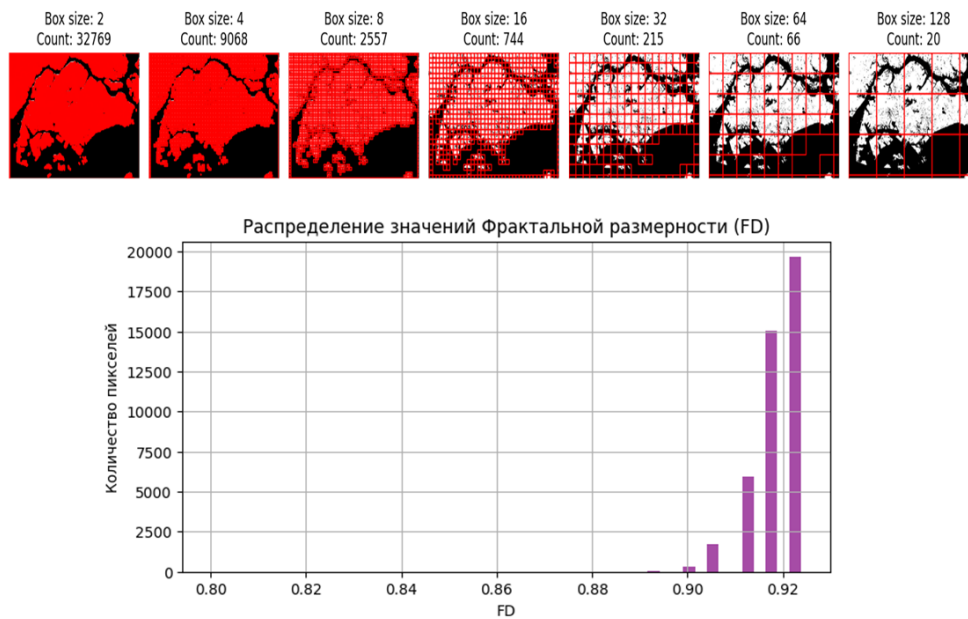 Box size: 2
Count: 32769
Box size: 4
Count: 9068
Box size: 8
Count: 2557
Box size: 16
Count: 744
Box size: 32
Count: 215
Box size: 64
Count: 66
Box size: 128
Count: 20
Распределение значений Фрактальной размерности (FD)
Количество пикселей
20000
17500
15000
12500
10000
7500
5000
2500
0
0.80 0.82 0.84 0.86 0.88 0.90 0.92
FD